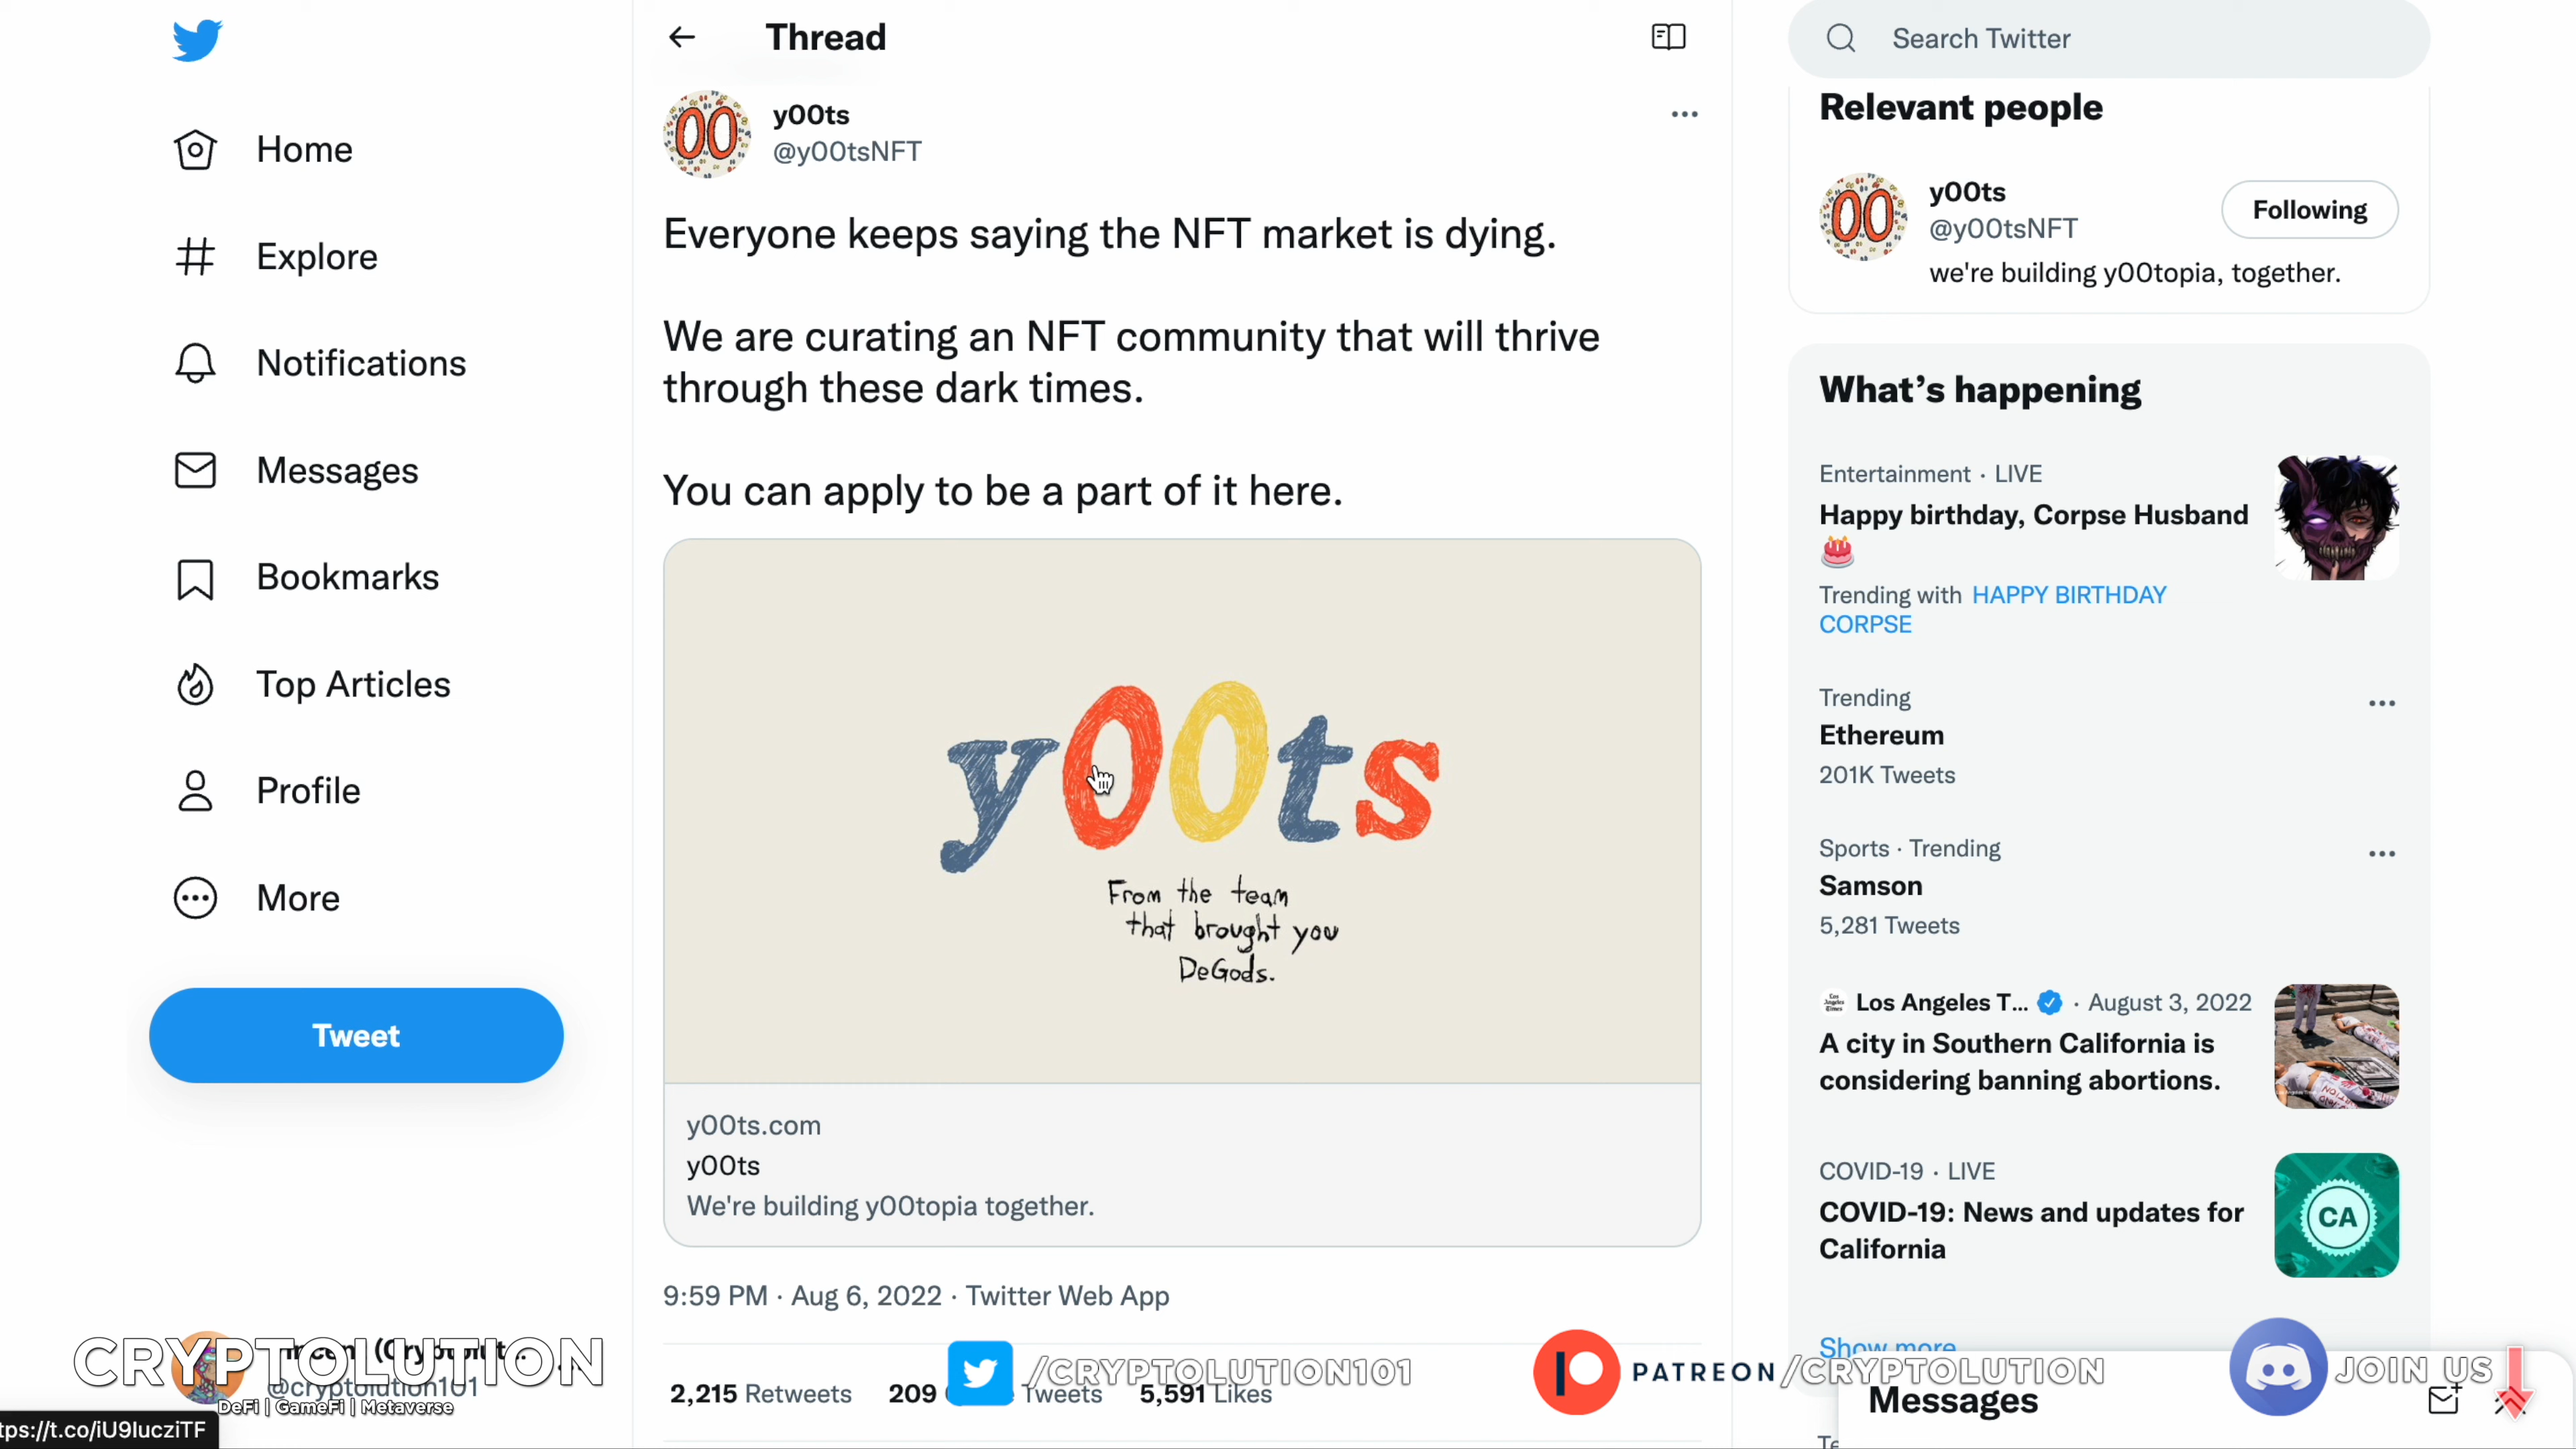 Home
Explore
Notifications
Messages
Bookmarks
Top Articles
Profile
More
Tweet
Thread
y00ts
@y00tsNFT
Everyone keeps saying the NFT market is dying.
We are curating an NFT community that will thrive
through these dark times.
You can apply to be a part of it here.
y00ts
From the team
that brought you
DeGods.
y00ts.com
y00ts
We're building y00topia together.
9:59 PM · Aug 6, 2022 · Twitter Web App
2,215 Retweets 209 Tweets 5,591 Likes
Search Twitter
Relevant people
y00ts
@y00tsNFT
Following
we're building y00topia, together.
What's happening
Entertainment · LIVE
Happy birthday, Corpse Husband
Trending with HAPPY BIRTHDAY
CORPSE
Trending
Ethereum
201K Tweets
Sports · Trending
Samson
5,281 Tweets
Los Angeles T... · August 3, 2022
A city in Southern California is
considering banning abortions.
COVID-19 · LIVE
COVID-19: News and updates for
California
CA
Show more
Messages
CRYPTOLUTION
@cryptolution101
DeFi | GameFi | Metaverse
/CRYPTOLUTION101
PATREON/CRYPTOLUTION
JOIN US
tps://t.co/iU9IucziTF